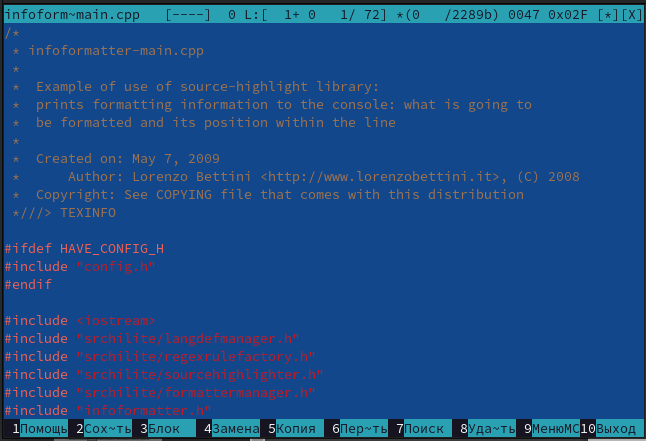 infoform~main.cpp   [----]  0 L:[  1+ 0   1/ 72] *(0   /2289b) 0047 0x02F [*][X]
/*
 * infoformatter-main.cpp
 *
 *  Example of use of source-highlight library:
 *  prints formatting information to the console: what is going to
 *  be formatted and its position within the line
 *
 *  Created on: May 7, 2009
 *      Author: Lorenzo Bettini <http://www.lorenzobettini.it>, (C) 2008
 *  Copyright: See COPYING file that comes with this distribution
 *///> TEXINFO

#ifdef HAVE_CONFIG_H
#include "config.h"
#endif

#include <iostream>
#include "srchilite/langdefmanager.h"
#include "srchilite/regexrulefactory.h"
#include "srchilite/sourcehighlighter.h"
#include "srchilite/formattermanager.h"
#include "infoformatter.h"
 1Помощь 2Сох~ть 3Блок   4Замена 5Копия  6Пер~ть 7Поиск  8Уда~ть 9МенюMC10Выход